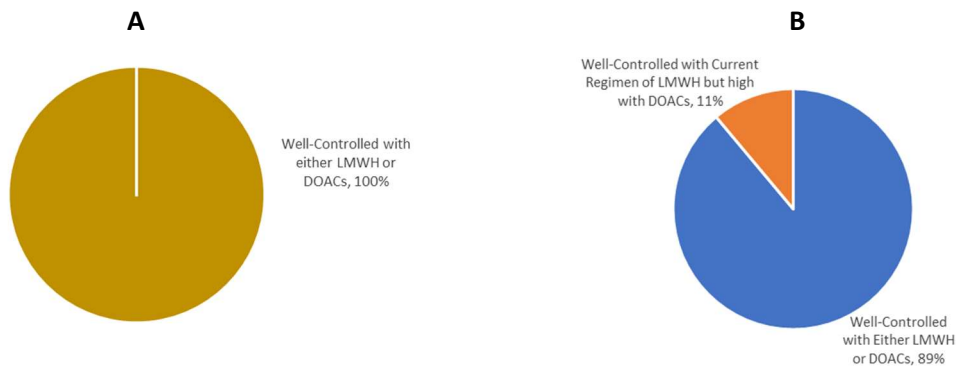 A
B
Well-Controlled with
either LMWH or
DOACs, 100%
Well-Controlled with Current
Regimen of LMWH but high
with DOACs, 11%
Well-Controlled
with Either LMWH
or DOACs, 89%